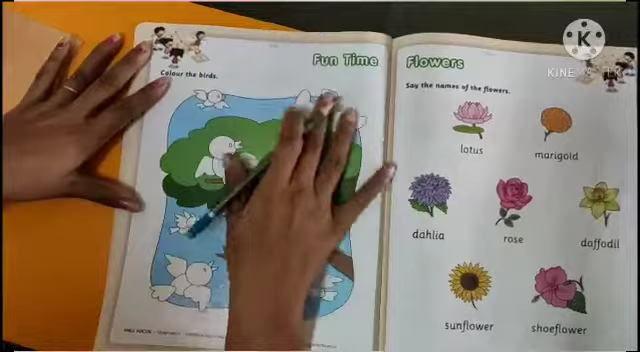 Fun Time
Colour the birds.
Flowers
Say the names of the flowers.
lotus
marigold
dahlia
rose
daffodil
sunflower
shoeflower
K
KINE